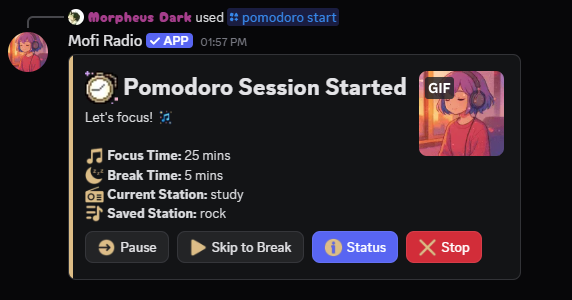 Morpheus Dark used pomodoro start
Mofi Radio APP 01:57 PM
Pomodoro Session Started
GIF
Let's focus!
Focus Time: 25 mins
Break Time: 5 mins
Current Station: study
Saved Station: rock
Pause Skip to Break Status Stop